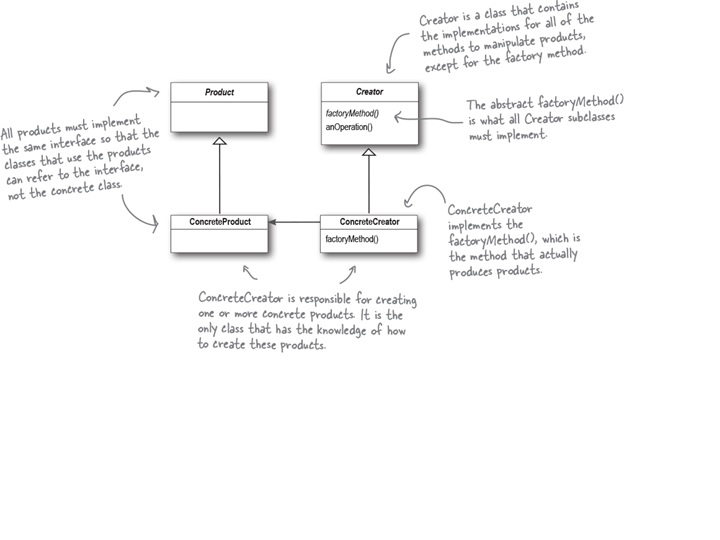 Creator is a class that contains
the implementations for all of the
methods to manipulate products,
except for the factory method.
Product
Creator
factoryMethod()
anOperation()
The abstract factoryMethod()
is what all Creator subclasses
must implement.
All products must implement
the same interface so that the
classes that use the products
can refer to the interface,
not the concrete class.
ConcreteProduct
ConcreteCreator
factoryMethod()
ConcreteCreator
implements the
factoryMethod(), which is
the method that actually
produces products.
ConcreteCreator is responsible for creating
one or more concrete products. It is the
only class that has the knowledge of how
to create these products.